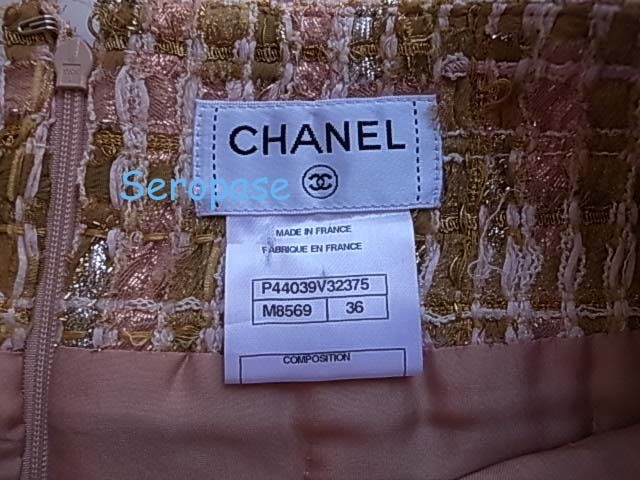 CHANEL
Seropase
MADE IN FRANCE
FABRIQUE EN FRANCE
P44039V32375
M8569 36
COMPOSITION